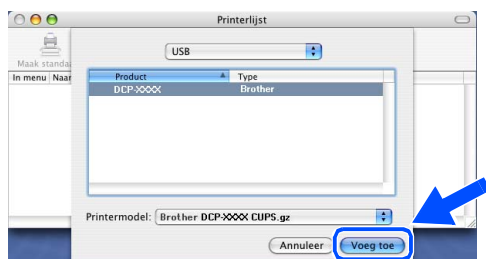 Printerlijst
USB
Maak standaa
In menu Naar
Product Type
DCP-XXXX Brother
Printermodel: Brother DCP-XXXX CUPS.gz
Annuleer Voeg toe